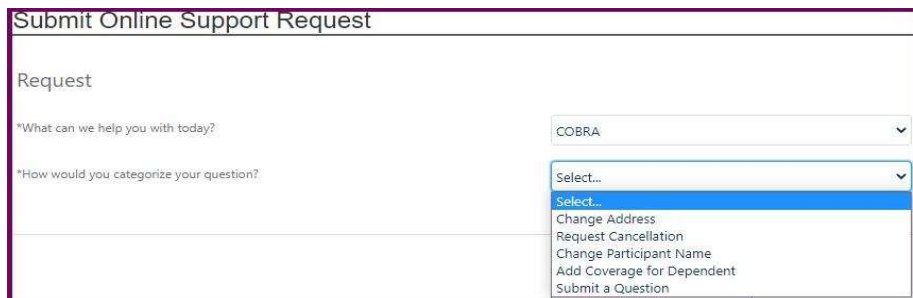 Submit Online Support Request
Request
*What can we help you with today?
COBRA
*How would you categorize your question?
Select...
Select...
Change Address
Request Cancellation
Change Participant Name
Add Coverage for Dependent
Submit a Question